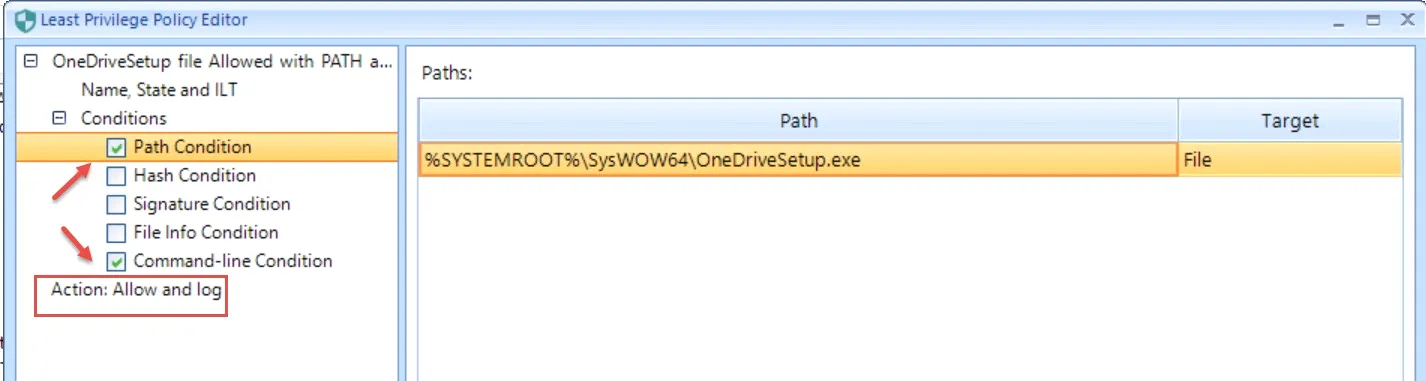 Least Privilege Policy Editor
OneDriveSetup file Allowed with PATH a...
Name, State and ILT
Conditions
Path Condition
Hash Condition
Signature Condition
File Info Condition
Command-line Condition
Action: Allow and log
Paths:
Path Target
%SYSTEMROOT%\SysWOW64\OneDriveSetup.exe File